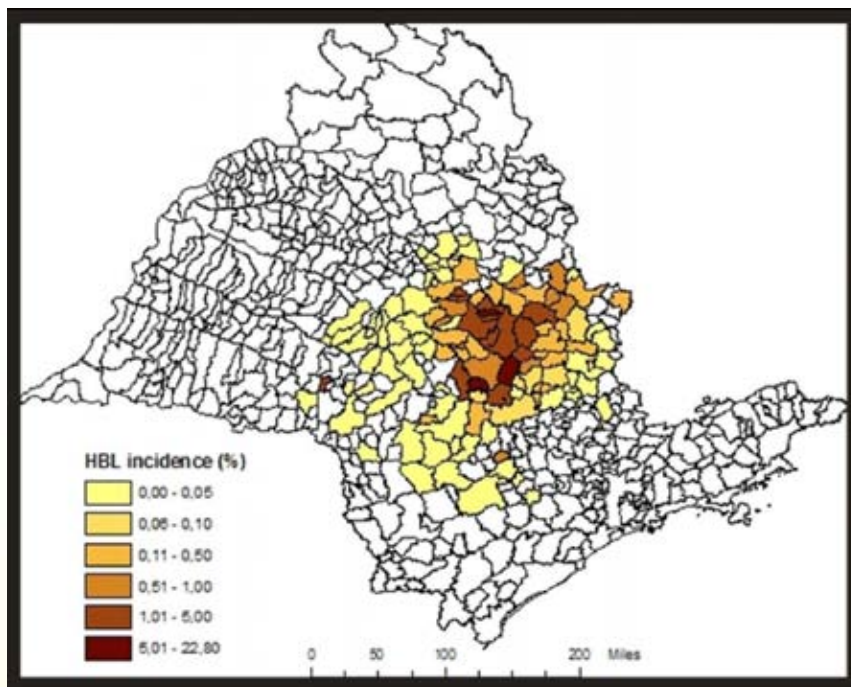 HBL incidence (%)
0,00 - 0,05
0,06 - 0,10
0,11 - 0,50
0,51 - 1,00
1,01 - 5,00
5,01 - 22,80
0 50 100 200 Miles